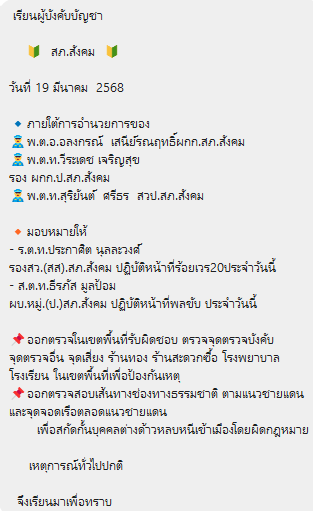 เรียนผู้บังคับบัญชา
🔰 สภ.สังคม 🔰
วันที่ 19 มีนาคม 2568
🔹ภายใต้การอำนวยการของ
👮พ.ต.อ.อลงกรณ์ เสนีย์รณฤทธิ์ผกก.สภ.สังคม
👮พ.ต.ท.วีระเดช เจริญสุข
รอง ผกก.ป.สภ.สังคม
👮พ.ต.ท.สุริยันต์ ศรีธร สวป.สภ.สังคม
🔸มอบหมายให้
- ร.ต.ท.ประกาศิต นุลละวงศ์
รองสว.(สส).สภ.สังคม ปฏิบัติหน้าที่ร้อยเวร20ประจำวันนี้
- ส.ต.ท.ธีรภัส มูลป้อม
ผบ.หมู่.(ป.)สภ.สังคม ปฏิบัติหน้าที่พลขับ ประจำวันนี้
📌ออกตรวจในเขตพื้นที่รับผิดชอบ ตรวจจุดตรวจบังคับ
จุดตรวจอื่น จุดเสี่ยง ร้านทอง ร้านสะดวกซื้อ โรงพยาบาล
โรงเรียน ในเขตพื้นที่เพื่อป้องกันเหตุ
📌ออกตรวจสอบเส้นทางช่องทางธรรมชาติ ตามแนวชายแดน
และจุดจอดเรือตลอดแนวชายแดน
เพื่อสกัดกั้นบุคคลต่างด้าวหลบหนีเข้าเมืองโดยผิดกฎหมาย
เหตุการณ์ทั่วไปปกติ
จึงเรียนมาเพื่อทราบ